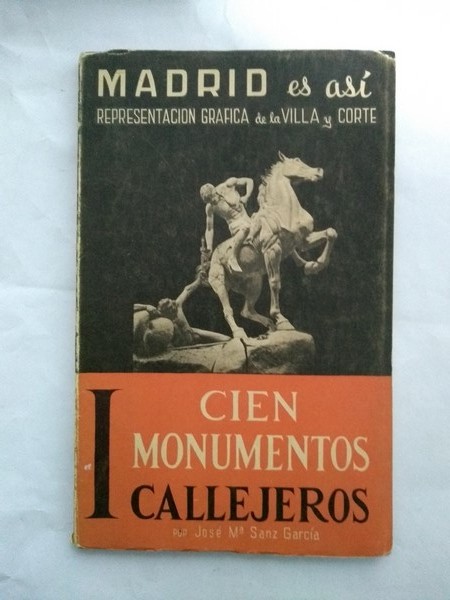 MADRID es así
REPRESENTACION GRAFICA de la VILLA y CORTE
I
CIEN
MONUMENTOS
CALLEJEROS
por José Mª Sanz García